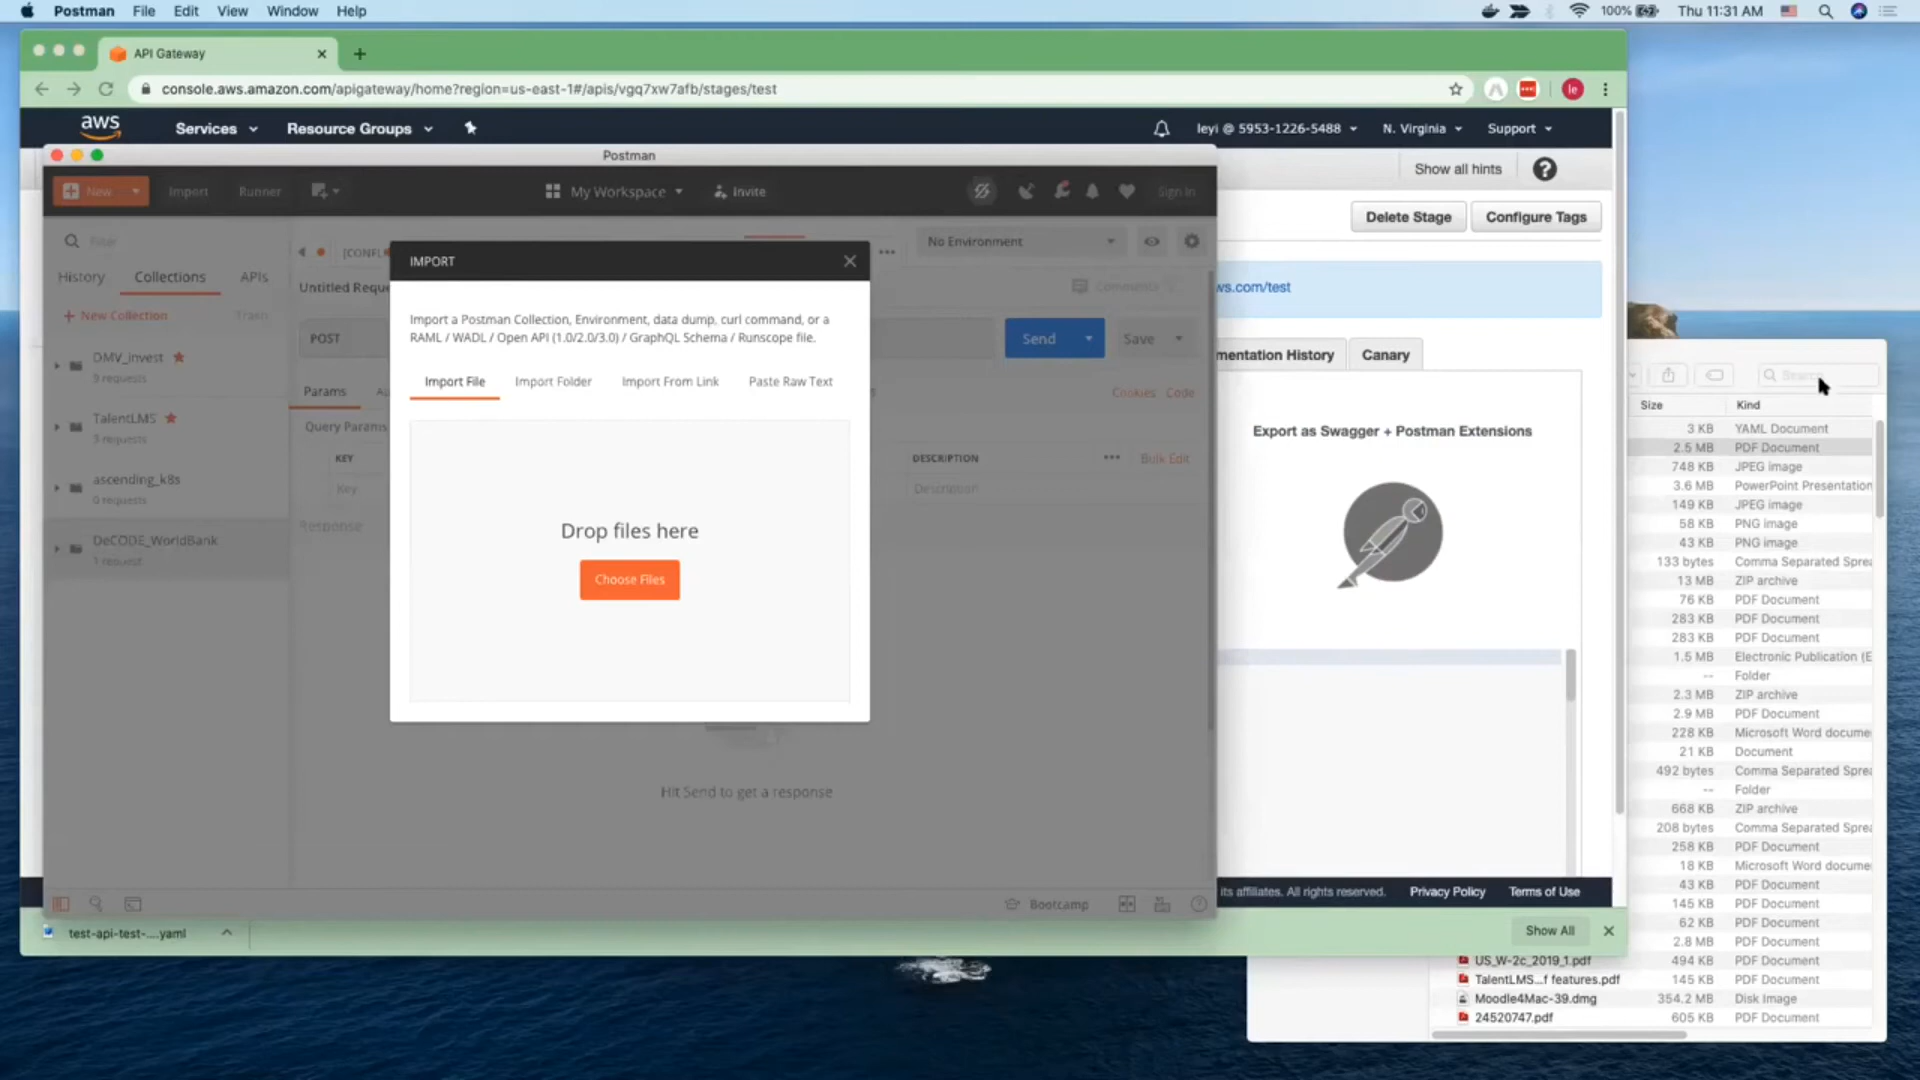 Postman File Edit View Window Help
100% Thu 11:31 AM
API Gateway
console.aws.amazon.com/apigateway/home?region=us-east-1#/apis/vgq7xw7afb/stages/test
le
aws Services Resource Groups leyi @ 5953-1226-5488 N. Virginia Support
Postman
Show all hints
New Import Runner My Workspace Invite Sign In
Delete Stage Configure Tags
Filter
History Collections APIs
New Collection Trash
DMV_invest
9 requests
TalentLMS
3 requests
ascending_k8s
0 requests
DeCODE_WorldBank
1 request
No Environment
Untitled Reque
Comments
POST
Send Save
Params
Cookies Code
Query Params
KEY
DESCRIPTION
Bulk Edit
Key
Description
Response
Hit Send to get a response
Bootcamp
IMPORT
Import a Postman Collection, Environment, data dump, curl command, or a
RAML / WADL / Open API (1.0/2.0/3.0) / GraphQL Schema / Runscope file.
Import File Import Folder Import From Link Paste Raw Text
Drop files here
Choose Files
ws.com/test
mentation History Canary
Export as Swagger + Postman Extensions
its affiliates. All rights reserved. Privacy Policy Terms of Use
test-api-test-....yaml
Show All
Search
Size Kind
3 KB YAML Document
2.5 MB PDF Document
748 KB JPEG image
3.6 MB PowerPoint Presentation
149 KB JPEG image
58 KB PNG image
43 KB PNG image
133 bytes Comma Separated Sprea
13 MB ZIP archive
76 KB PDF Document
283 KB PDF Document
283 KB PDF Document
1.5 MB Electronic Publication (E
-- Folder
2.3 MB ZIP archive
2.9 MB PDF Document
228 KB Microsoft Word docume
21 KB Document
492 bytes Comma Separated Sprea
-- Folder
668 KB ZIP archive
208 bytes Comma Separated Sprea
258 KB PDF Document
18 KB Microsoft Word docume
43 KB PDF Document
145 KB PDF Document
62 KB PDF Document
2.8 MB PDF Document
US_W-2c_2019_1.pdf 494 KB PDF Document
TalentLMS...f features.pdf 145 KB PDF Document
Moodle4Mac-39.dmg 354.2 MB Disk Image
24520747.pdf 605 KB PDF Document